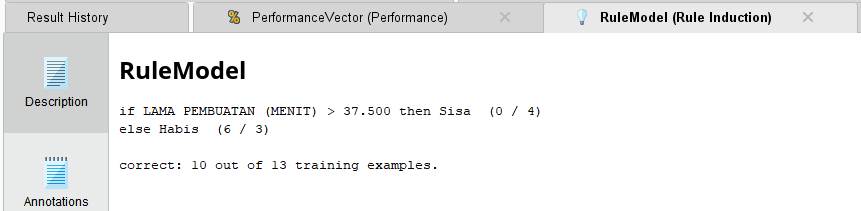 Result History
PerformanceVector (Performance)
RuleModel (Rule Induction)
Description
Annotations
RuleModel
if LAMA PEMBUATAN (MENIT) > 37.500 then Sisa (0 / 4)
else Habis (6 / 3)
correct: 10 out of 13 training examples.